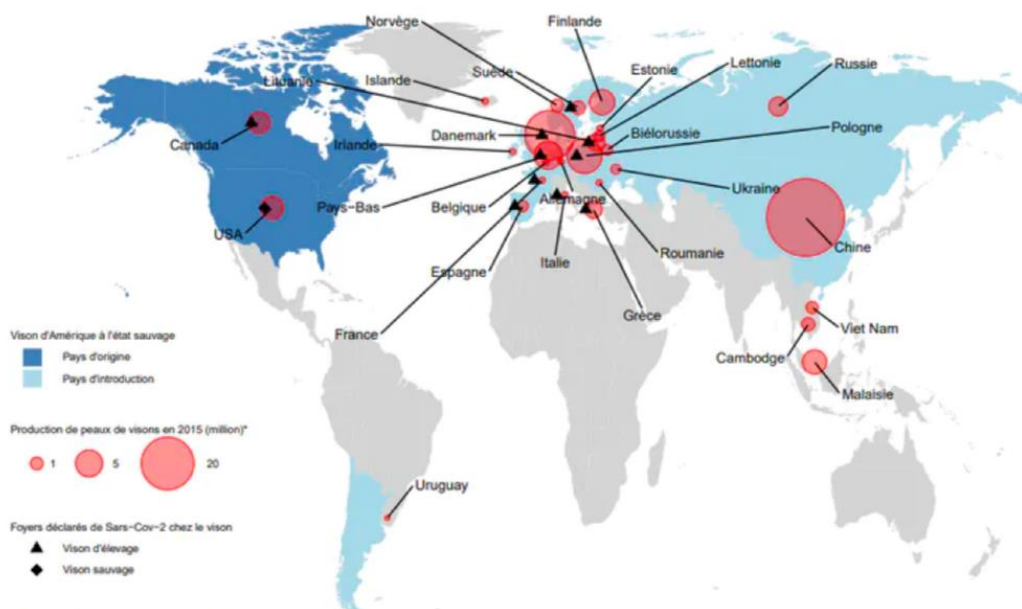 Norvège
Finlande
Lettonie
Lituanie
Islande
Suède
Estonie
Russie
Canada
Irlande
Danemark
Biélorussie
Pologne
USA
Pays-Bas
Belgique
Allemagne
Ukraine
Chine
Espagne
Italie
Roumanie
France
Grèce
Viet Nam
Cambodge
Malaisie
Uruguay
Vison d'Amérique à l'état sauvage
Pays d'origine
Pays d'introduction
Production de peaux de visons en 2015 (million)*
1 5 20
Foyers déclarés de Sars-Cov-2 chez le vison
Vison d'élevage
Vison sauvage